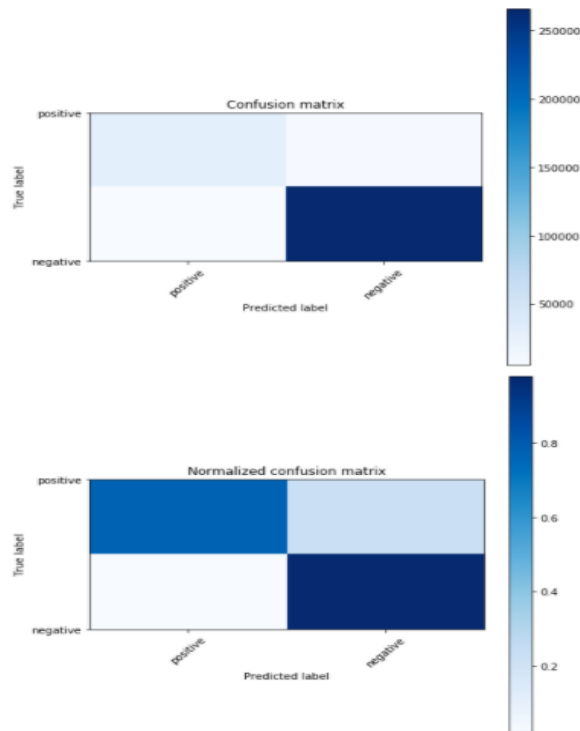 250000
Confusion matrix
positive
200000
True label
150000
100000
negative
positive
negative
Predicted label
50000
Normalized confusion matrix
positive
0.8
True label
0.6
0.4
negative
positive
negative
0.2
Predicted label